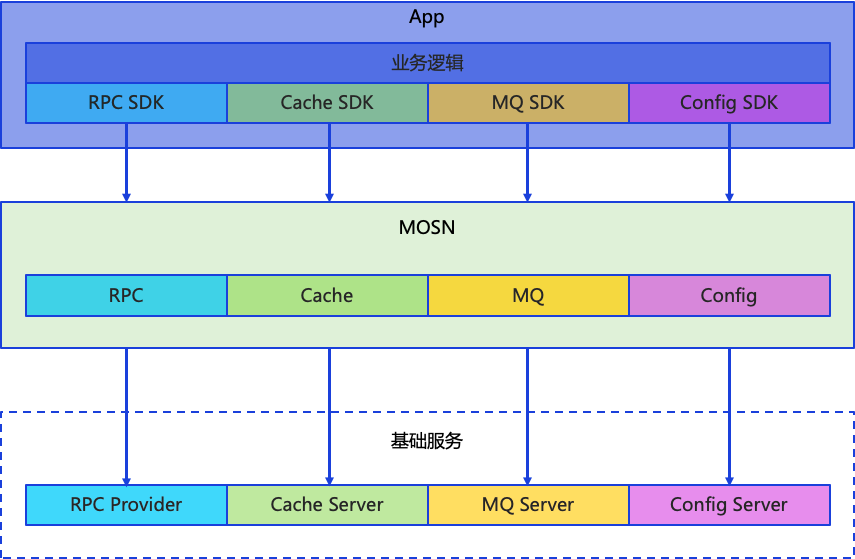 App
业务逻辑
RPC SDK Cache SDK MQ SDK Config SDK
MOSN
RPC Cache MQ Config
基础服务
RPC Provider Cache Server MQ Server Config Server